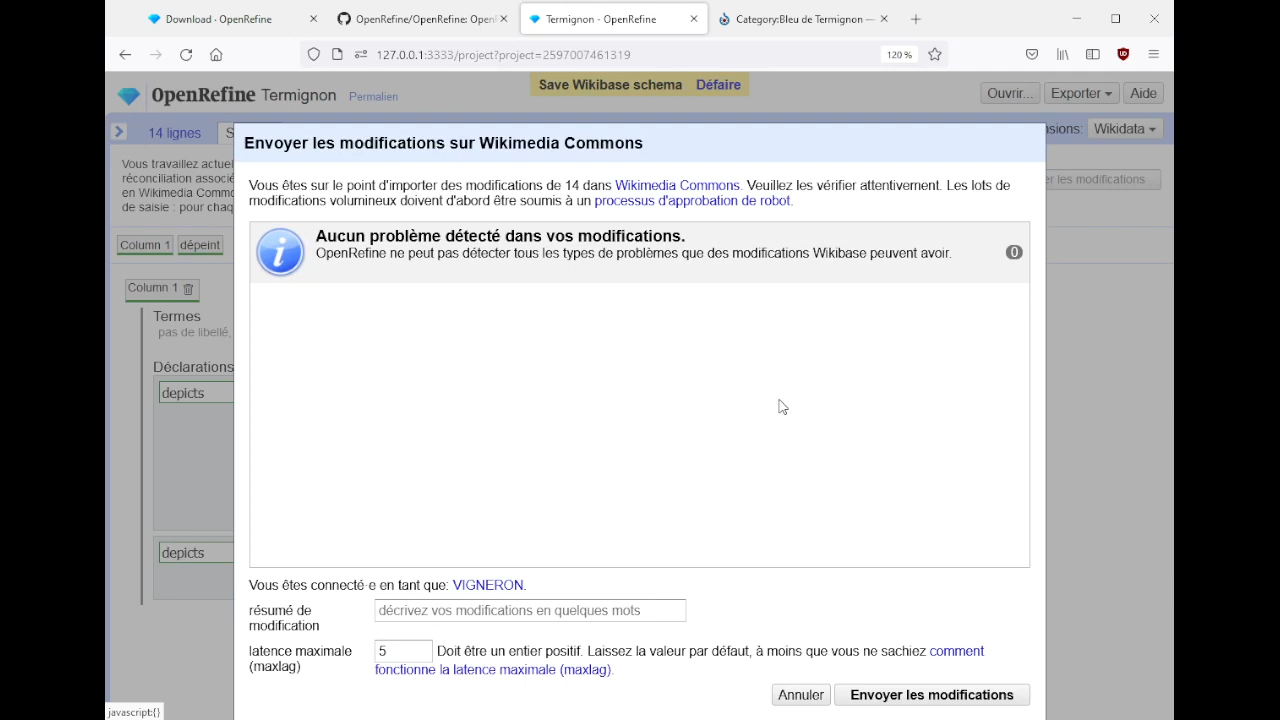 Download · OpenRefine
OpenRefine/OpenRefine: Open
Termignon - OpenRefine
Category:Bleu de Termignon —
127.0.0.1:3333/project?project=2597007461319
120 %
OpenRefine Termignon Permalien
Save Wikibase schema Défaire
Ouvrir... Exporter Aide
14 lignes S
sions: Wikidata
Envoyer les modifications sur Wikimedia Commons
Vous travaillez actuel
réconciliation associé
en Wikimedia Commo
de saisie : pour chaq
er les modifications
Vous êtes sur le point d'importer des modifications de 14 dans Wikimedia Commons. Veuillez les vérifier attentivement. Les lots de
modifications volumineux doivent d'abord être soumis à un processus d'approbation de robot.
Column 1 dépeint
Aucun problème détecté dans vos modifications.
OpenRefine ne peut pas détecter tous les types de problèmes que des modifications Wikibase peuvent avoir.
0
Column 1
Termes
pas de libellé,
Déclarations
depicts
depicts
Vous êtes connecté·e en tant que: VIGNERON.
résumé de
modification
décrivez vos modifications en quelques mots
latence maximale
(maxlag)
5 Doit être un entier positif. Laissez la valeur par défaut, à moins que vous ne sachiez comment
fonctionne la latence maximale (maxlag).
Annuler Envoyer les modifications
javascript:{}